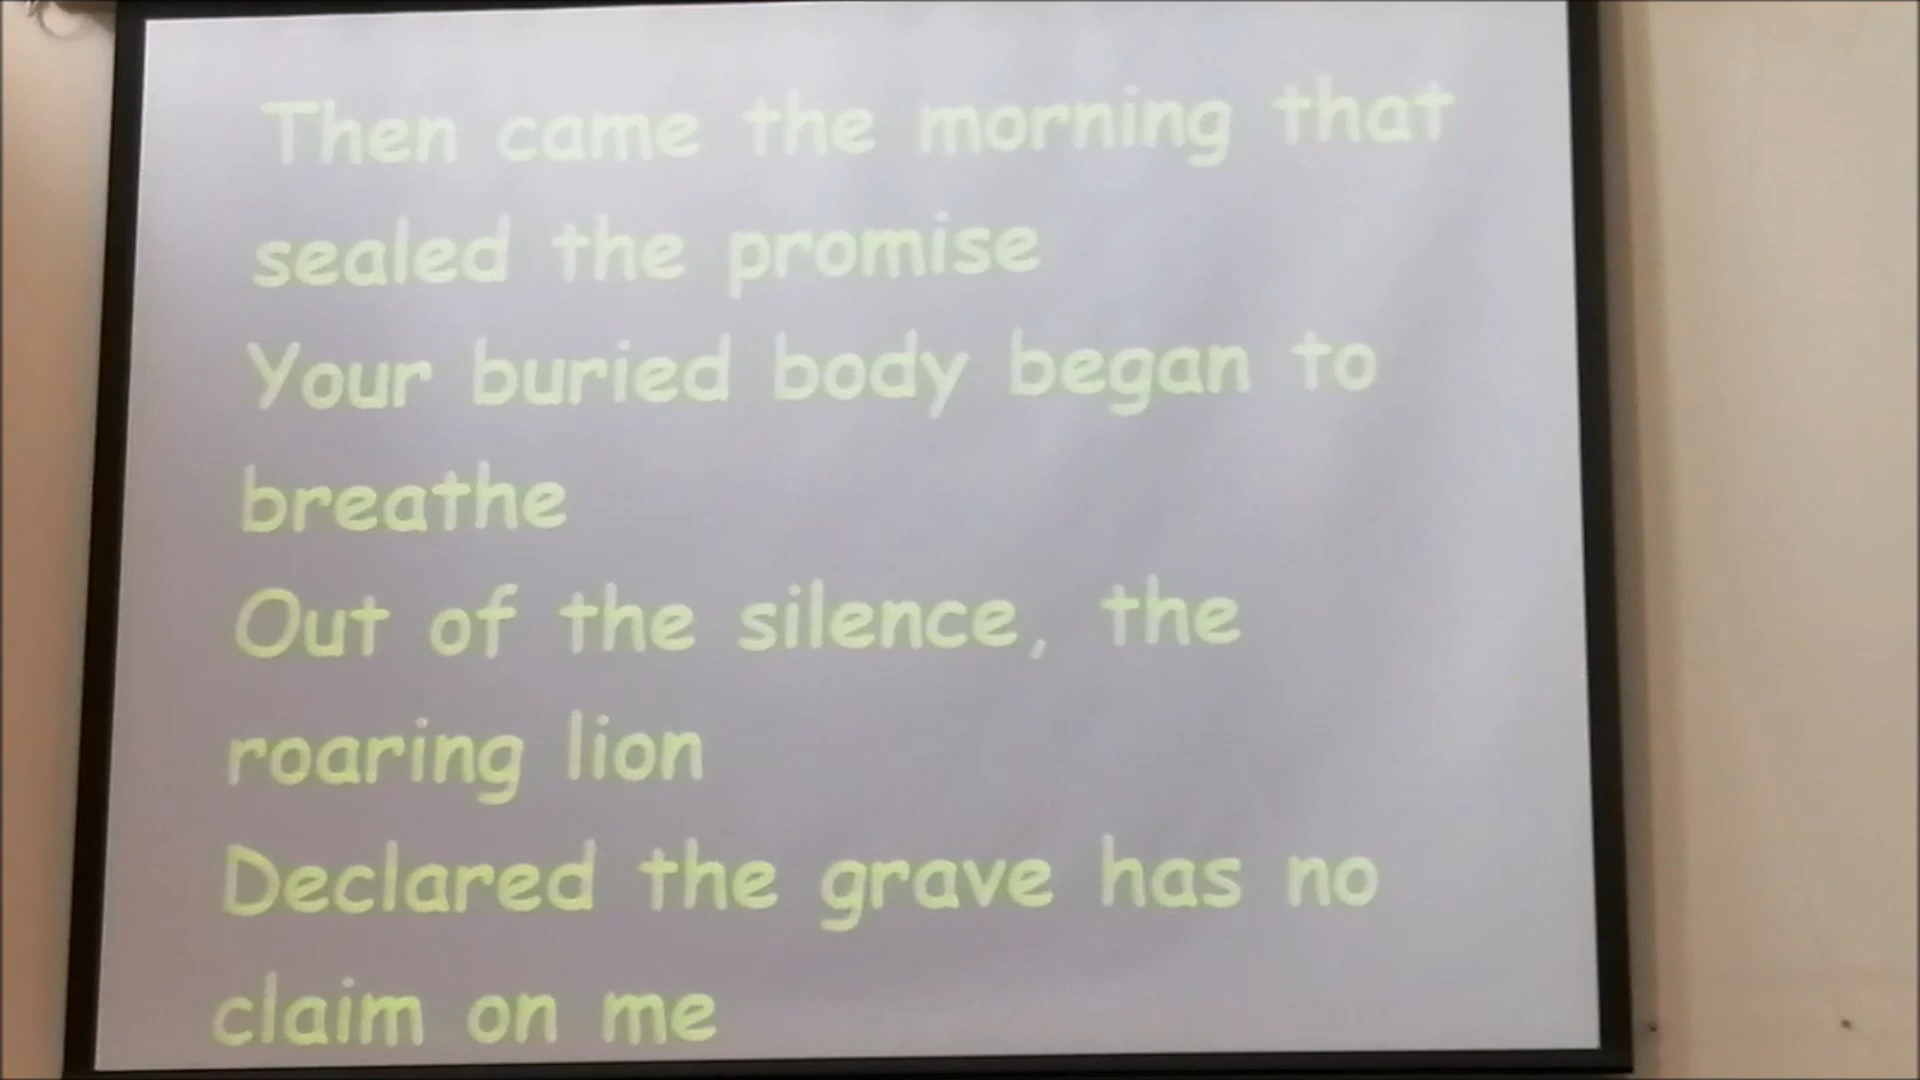 Then came the morning that
sealed the promise
Your buried body began to
breathe
Out of the silence, the
roaring lion
Declared the grave has no
claim on me